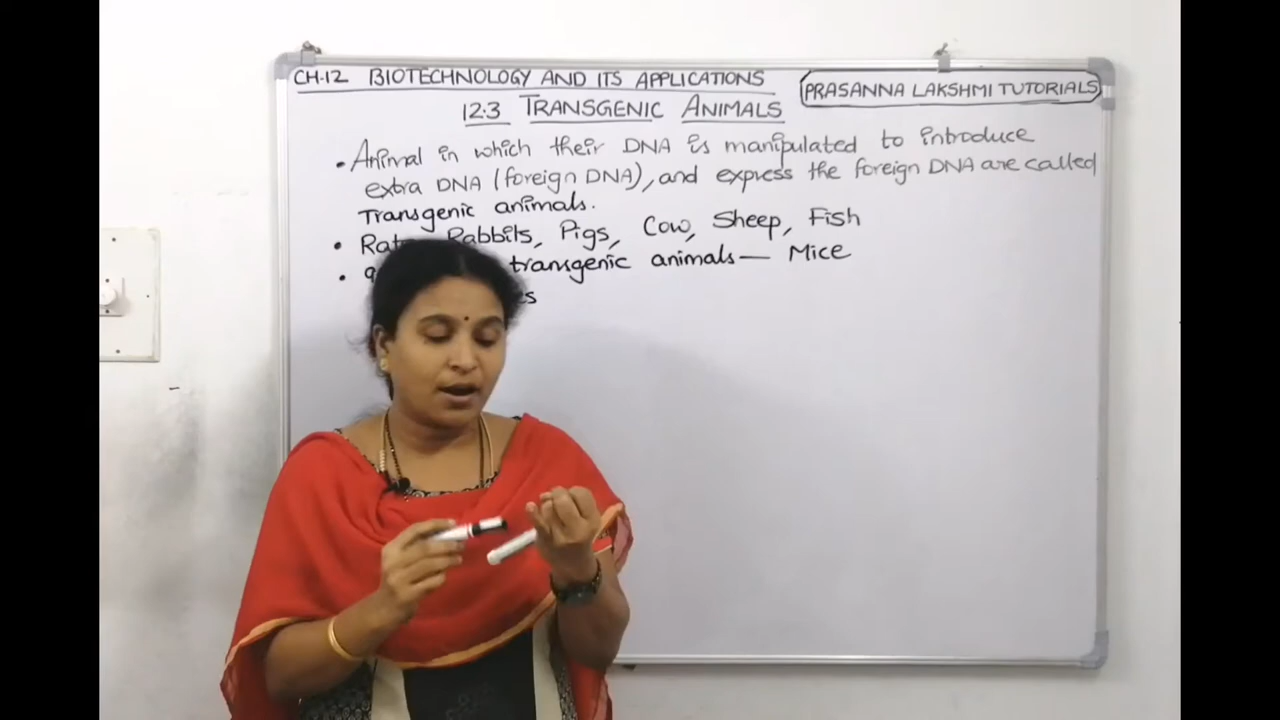 CH.12 BIOTECHNOLOGY AND ITS APPLICATIONS
PRASANNA LAKSHMI TUTORIALS
12.3 TRANSGENIC ANIMALS
• Animal in which their DNA is manipulated to introduce
extra DNA (foreign DNA), and express the foreign DNA are called
Transgenic animals.
• Rabbits, Pigs, Cow, Sheep, Fish
• transgenic animals — Mice